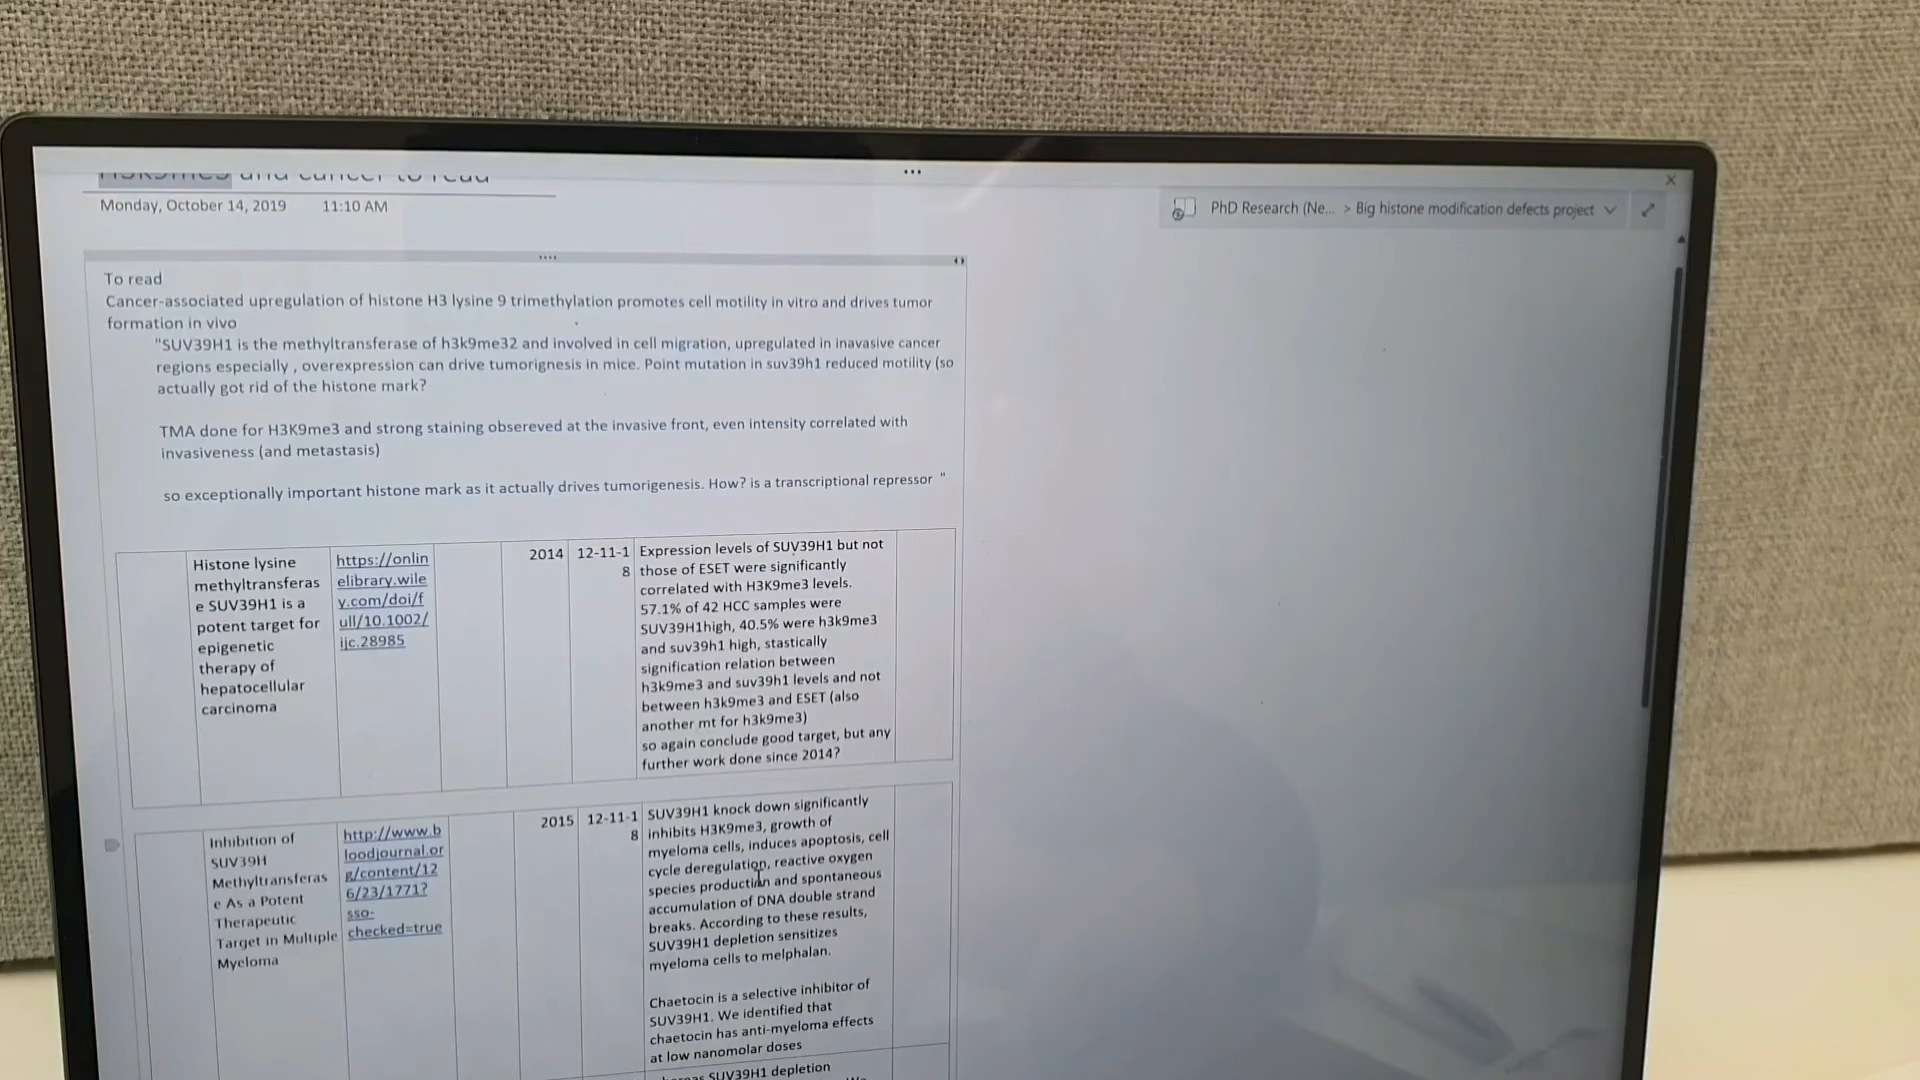 and cancer to read
Monday, October 14, 2019 11:10 AM
PhD Research (Ne... > Big histone modification defects project
To read
Cancer-associated upregulation of histone H3 lysine 9 trimethylation promotes cell motility in vitro and drives tumor
formation in vivo
"SUV39H1 is the methyltransferase of h3k9me32 and involved in cell migration, upregulated in inavasive cancer
regions especially , overexpression can drive tumorignesis in mice. Point mutation in suv39h1 reduced motility (so
actually got rid of the histone mark?
TMA done for H3K9me3 and strong staining obsereved at the invasive front, even intensity correlated with
invasiveness (and metastasis)
so exceptionally important histone mark as it actually drives tumorigenesis. How? is a transcriptional repressor "
Histone lysine
methyltransferas
e SUV39H1 is a
potent target for
epigenetic
therapy of
hepatocellular
carcinoma
https://onlin
elibrary.wile
y.com/doi/f
ull/10.1002/
ijc.28985
2014
12-11-1
8
Expression levels of SUV39H1 but not
those of ESET were significantly
correlated with H3K9me3 levels.
57.1% of 42 HCC samples were
SUV39H1high, 40.5% were h3k9me3
and suv39h1 high, stastically
signification relation between
h3k9me3 and suv39h1 levels and not
between h3k9me3 and ESET (also
another mt for h3k9me3)
so again conclude good target, but any
further work done since 2014?
Inhibition of
SUV39H
Methyltransferas
e As a Potent
Therapeutic
Target in Multiple
Myeloma
http://www.b
loodjournal.or
g/content/12
6/23/1771?
sso-
checked=true
2015
12-11-1
8
SUV39H1 knock down significantly
inhibits H3K9me3, growth of
myeloma cells, induces apoptosis, cell
cycle deregulation, reactive oxygen
species production and spontaneous
accumulation of DNA double strand
breaks. According to these results,
SUV39H1 depletion sensitizes
myeloma cells to melphalan.
Chaetocin is a selective inhibitor of
SUV39H1. We identified that
chaetocin has anti-myeloma effects
at low nanomolar doses
SUV39H1 depletion